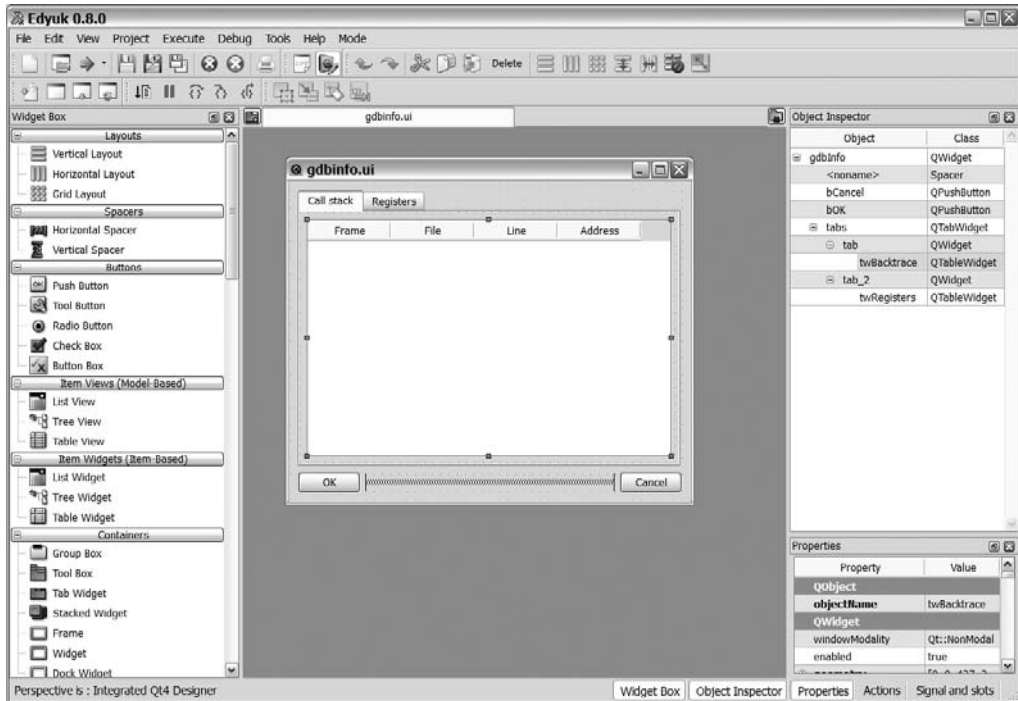 Edyuk 0.8.0
File Edit View Project Execute Debug Tools Help Mode
Delete
Widget Box
gdbinfo.ui
Object Inspector
Layouts
Vertical Layout
Horizontal Layout
Grid Layout
Spacers
Horizontal Spacer
Vertical Spacer
Buttons
OK Push Button
Tool Button
Radio Button
Check Box
Button Box
Item Views (Model-Based)
List View
Tree View
Table View
Item Widgets (Item-Based)
List Widget
Tree Widget
Table Widget
Containers
Group Box
Tool Box
Tab Widget
Stacked Widget
Frame
Widget
Dock Widget
gdbinfo.ui
Call stack Registers
Frame File Line Address
OK Cancel
Object Class
gdbInfo QWidget
<noname> Spacer
bCancel QPushButton
bOK QPushButton
tabs QTabWidget
tab QWidget
twBacktrace QTableWidget
tab_2 QWidget
twRegisters QTableWidget
Properties
Property Value
QObject
objectName twBacktrace
QWidget
windowModality Qt::NonModal
enabled true
Perspective is : Integrated Qt4 Designer
Widget Box Object Inspector Properties Actions Signal and slots